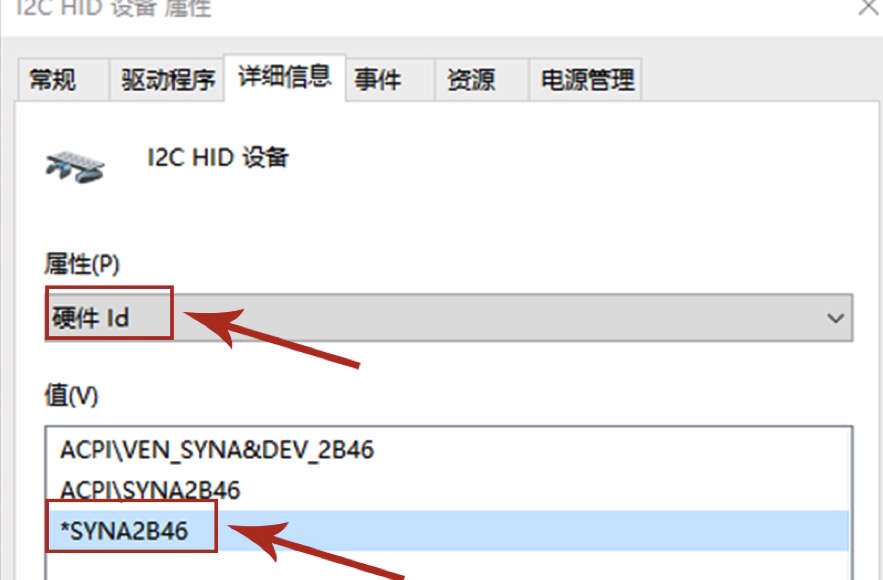 I2C HID 设备 属性
常规 驱动程序 详细信息 事件 资源 电源管理
I2C HID 设备
属性(P)
硬件 Id
值(V)
ACPI\VEN_SYNA&DEV_2B46
ACPI\SYNA2B46
*SYNA2B46